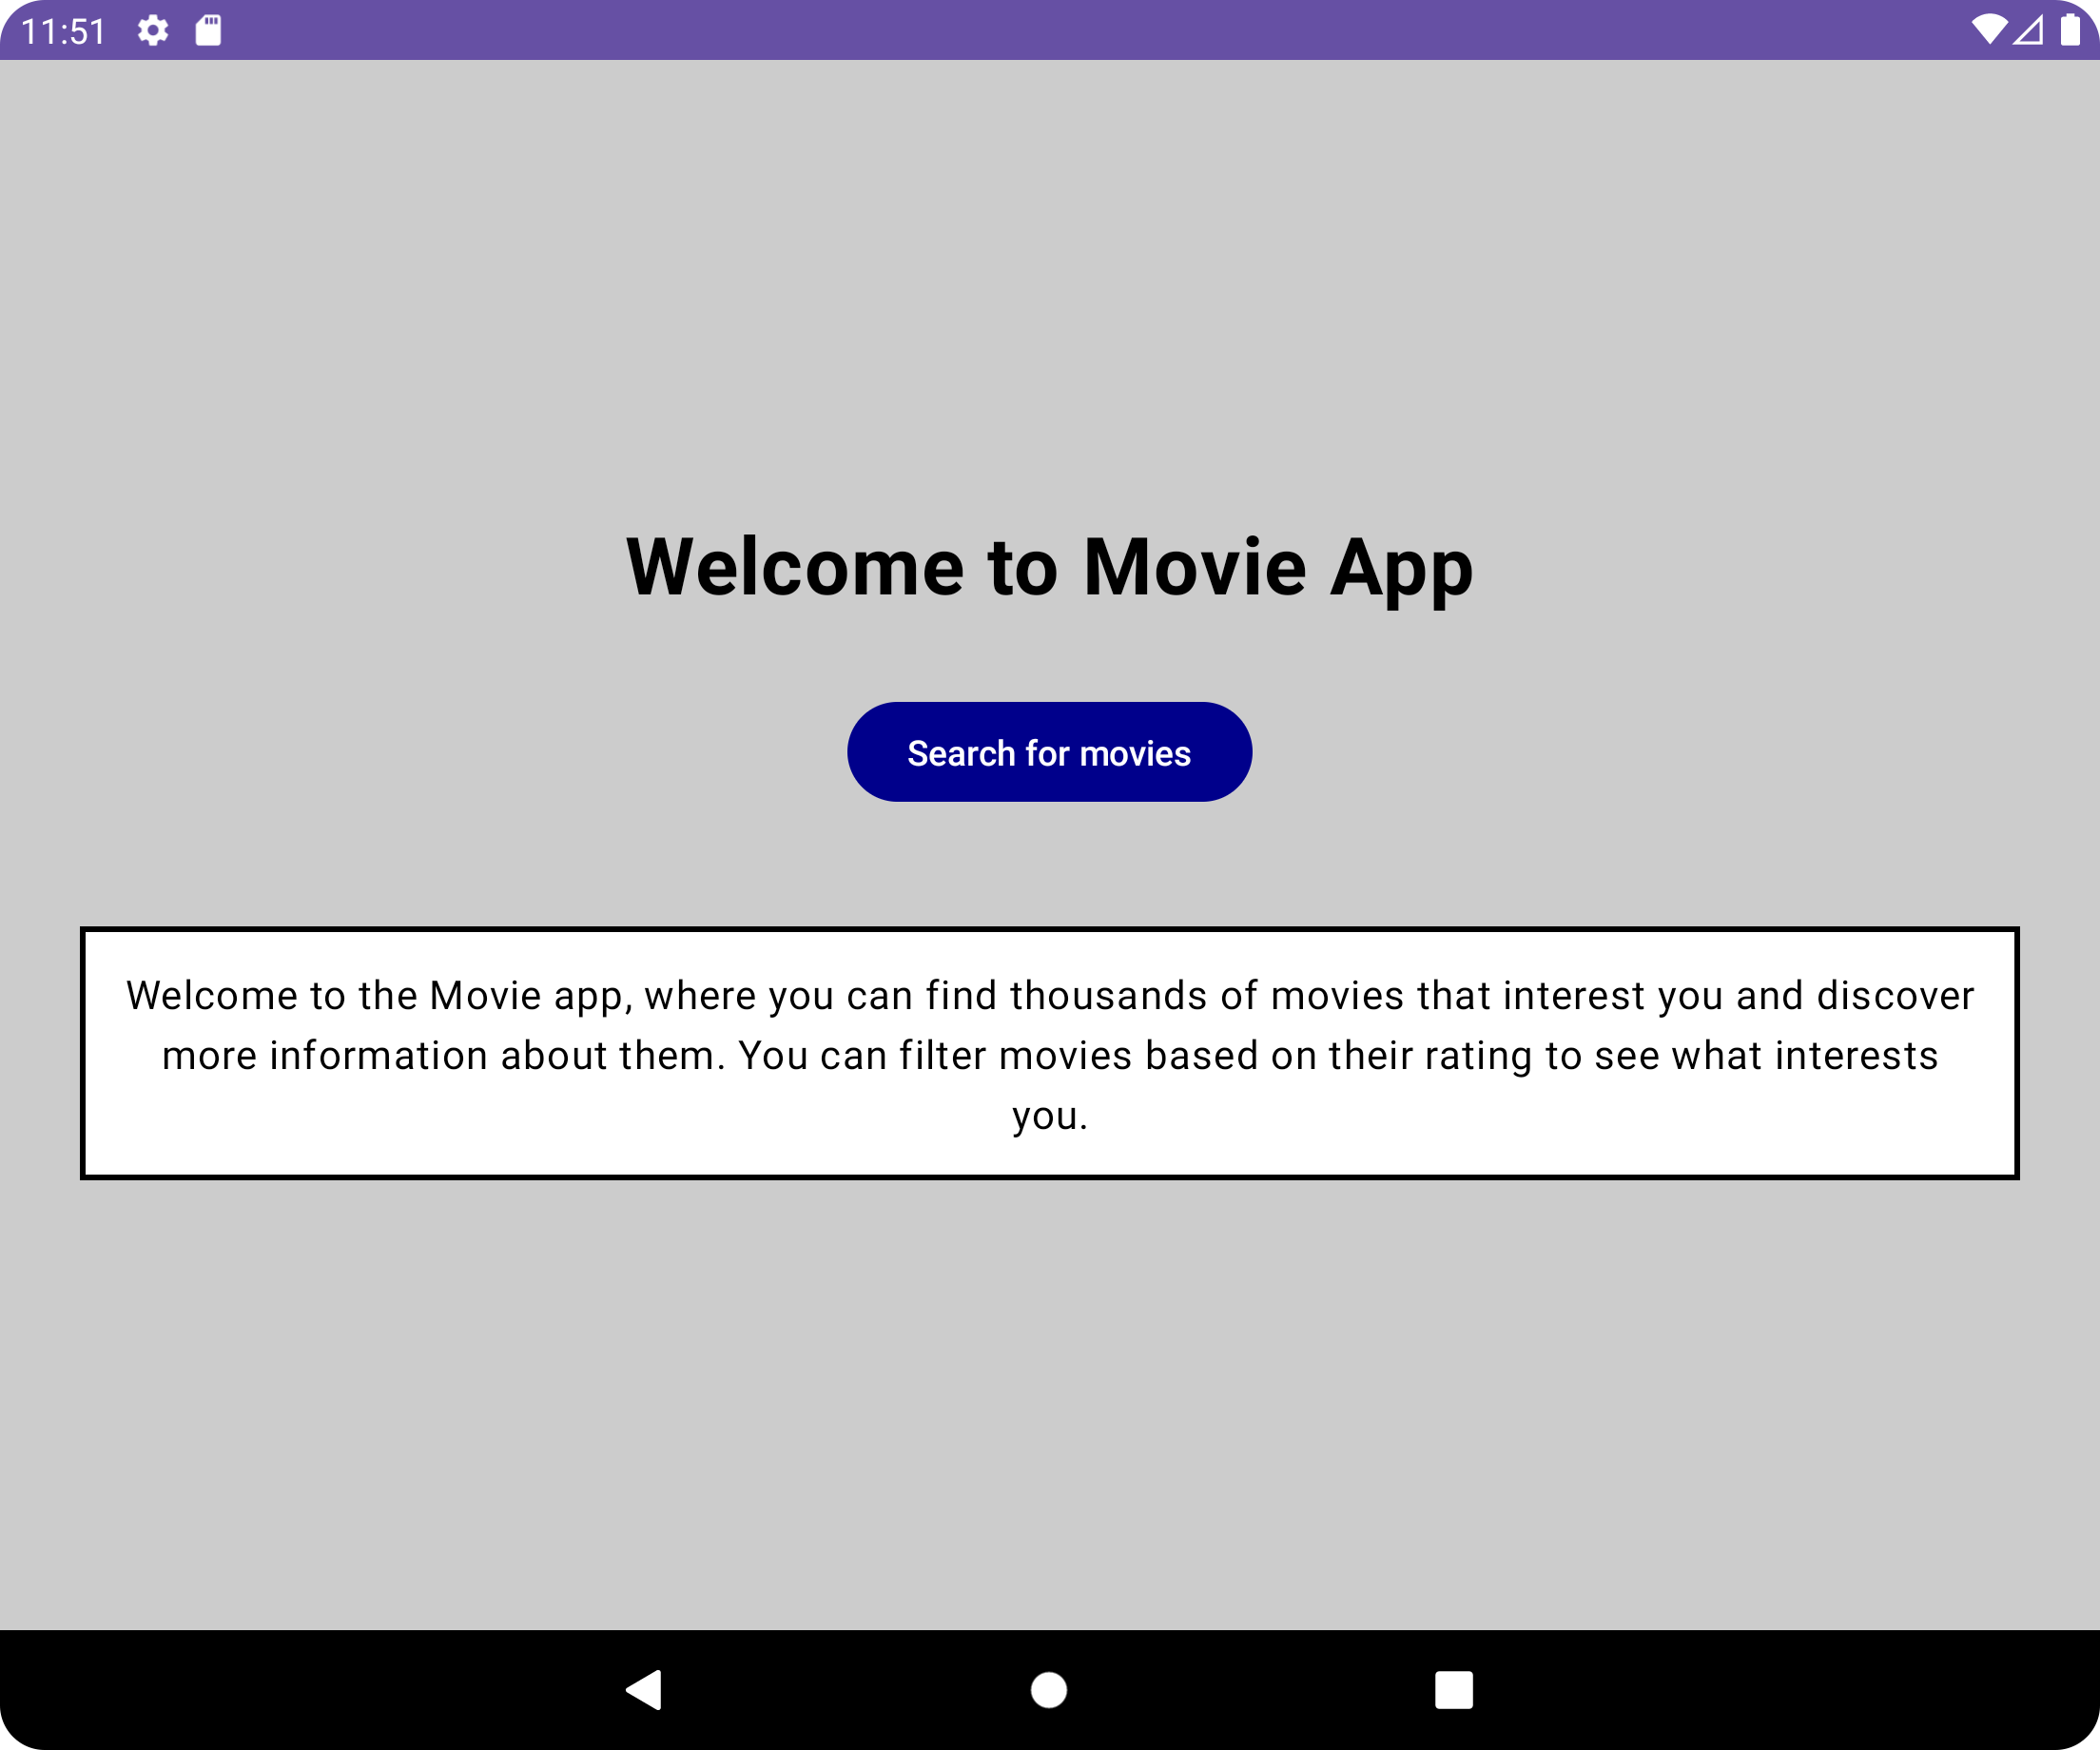 11:51
Welcome to Movie App
Search for movies
Welcome to the Movie app, where you can find thousands of movies that interest you and discover
more information about them. You can filter movies based on their rating to see what interests
you.